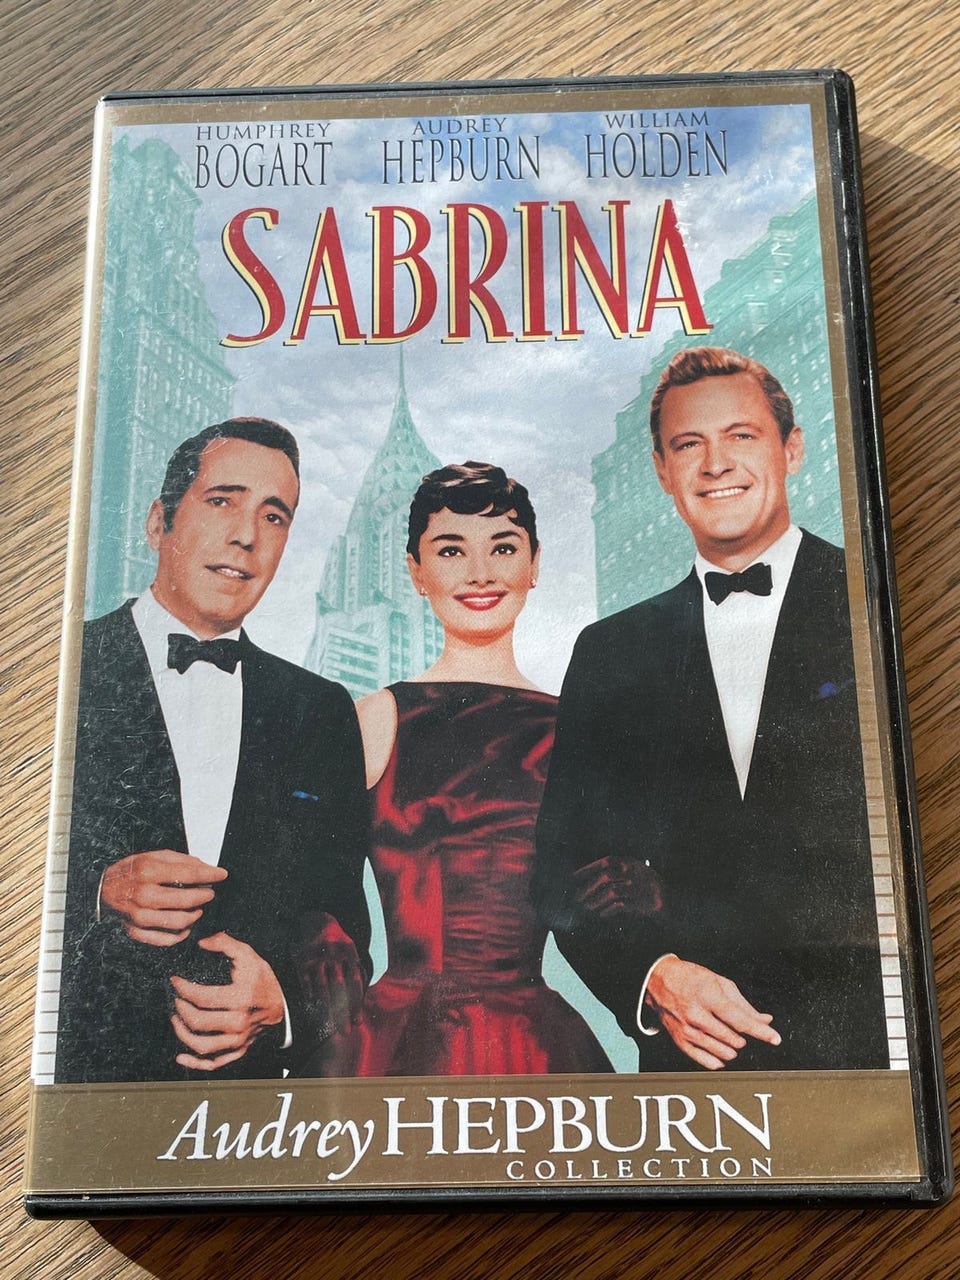 HUMPHREY AUDREY WILLIAM
BOGART HEPBURN HOLDEN
SABRINA
Audrey HEPBURN
COLLECTION